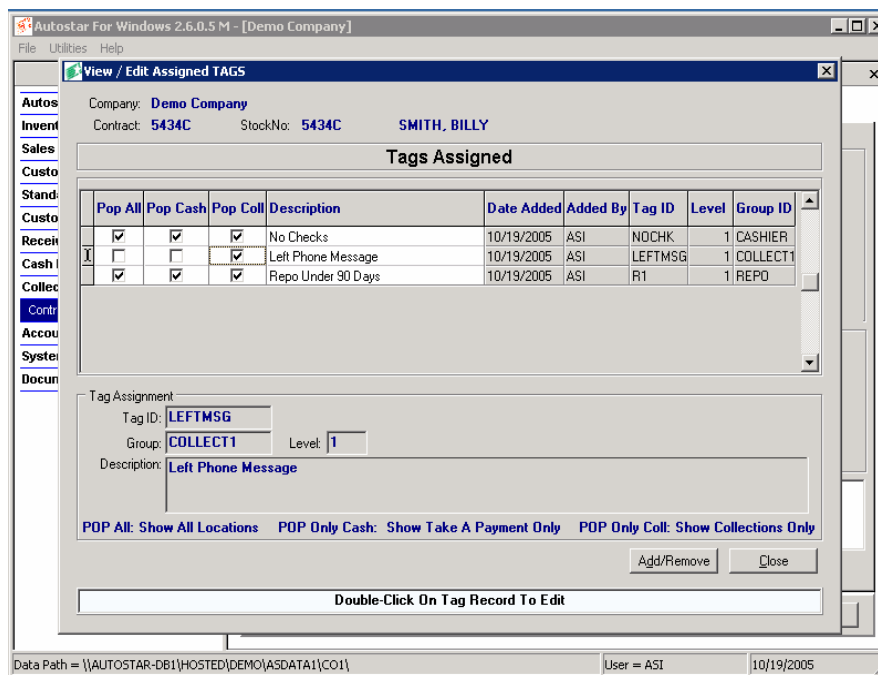 Autostar For Windows 2.6.0.5 M - [Demo Company]
File Utilities Help
View / Edit Assigned TAGS
Autos
Invent
Sales
Custo
Stand
Custo
Receiv
Cash
Collec
Contr
Accou
System
Docum
Company: Demo Company
Contract: 5434C StockNo: 5434C SMITH, BILLY
Tags Assigned
Pop All Pop Cash Pop Coll Description Date Added Added By Tag ID Level Group ID
No Checks 10/19/2005 ASI NOCHK 1 CASHIER
Left Phone Message 10/19/2005 ASI LEFTMSG 1 COLLECT1
Repo Under 90 Days 10/19/2005 ASI R1 1 REPO
Tag Assignment
Tag ID: LEFTMSG
Group: COLLECT1 Level: 1
Description: Left Phone Message
POP All: Show All Locations POP Only Cash: Show Take A Payment Only POP Only Coll: Show Collections Only
Add/Remove Close
Double-Click On Tag Record To Edit
Data Path = \\AUTOSTAR-DB1\HOSTED\DEMO\ASDATA1\CO1\ User = ASI 10/19/2005